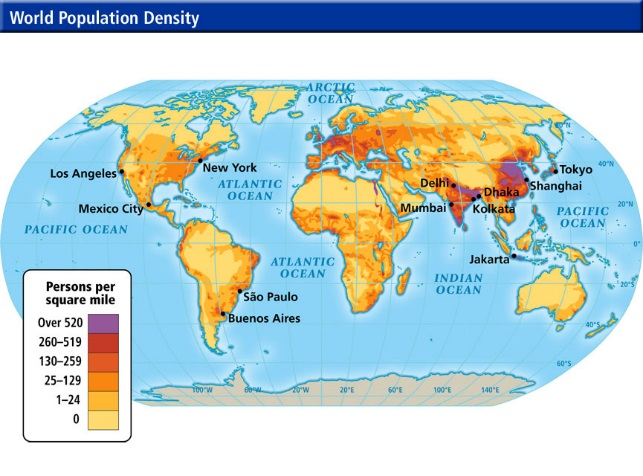 World Population Density
ARCTIC
OCEAN
40°N
Los Angeles
New York
Tokyo
Delhi
Dhaka
Shanghai
ATLANTIC
OCEAN
Mexico City
Mumbai
Kolkata
20°N
PACIFIC
OCEAN
PACIFIC OCEAN
0°
ATLANTIC
OCEAN
Jakarta
INDIAN
OCEAN
20°S
São Paulo
Buenos Aires
40°S
60°S
100°W
60°W
20°W
20°E
60°E
100°E
140°E
Persons per
square mile
Over 520
260–519
130–259
25–129
1–24
0